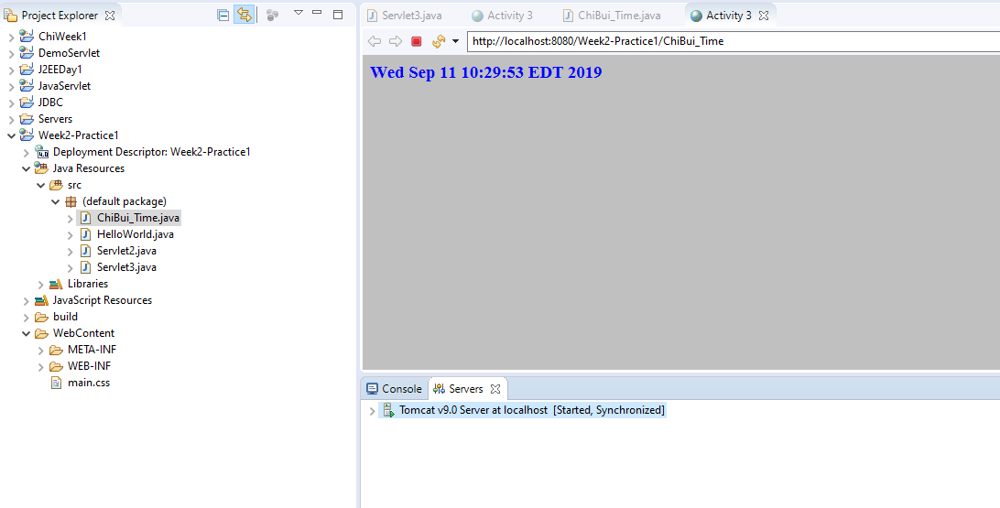 Project Explorer
ChiWeek1
DemoServlet
J2EEDay1
JavaServlet
JDBC
Servers
Week2-Practice1
Deployment Descriptor: Week2-Practice1
Java Resources
src
(default package)
ChiBui_Time.java
HelloWorld.java
Servlet2.java
Servlet3.java
Libraries
JavaScript Resources
build
WebContent
META-INF
WEB-INF
main.css
Servlet3.java Activity 3 ChiBui_Time.java Activity 3
http://localhost:8080/Week2-Practice1/ChiBui_Time
Wed Sep 11 10:29:53 EDT 2019
Console Servers
Tomcat v9.0 Server at localhost [Started, Synchronized]